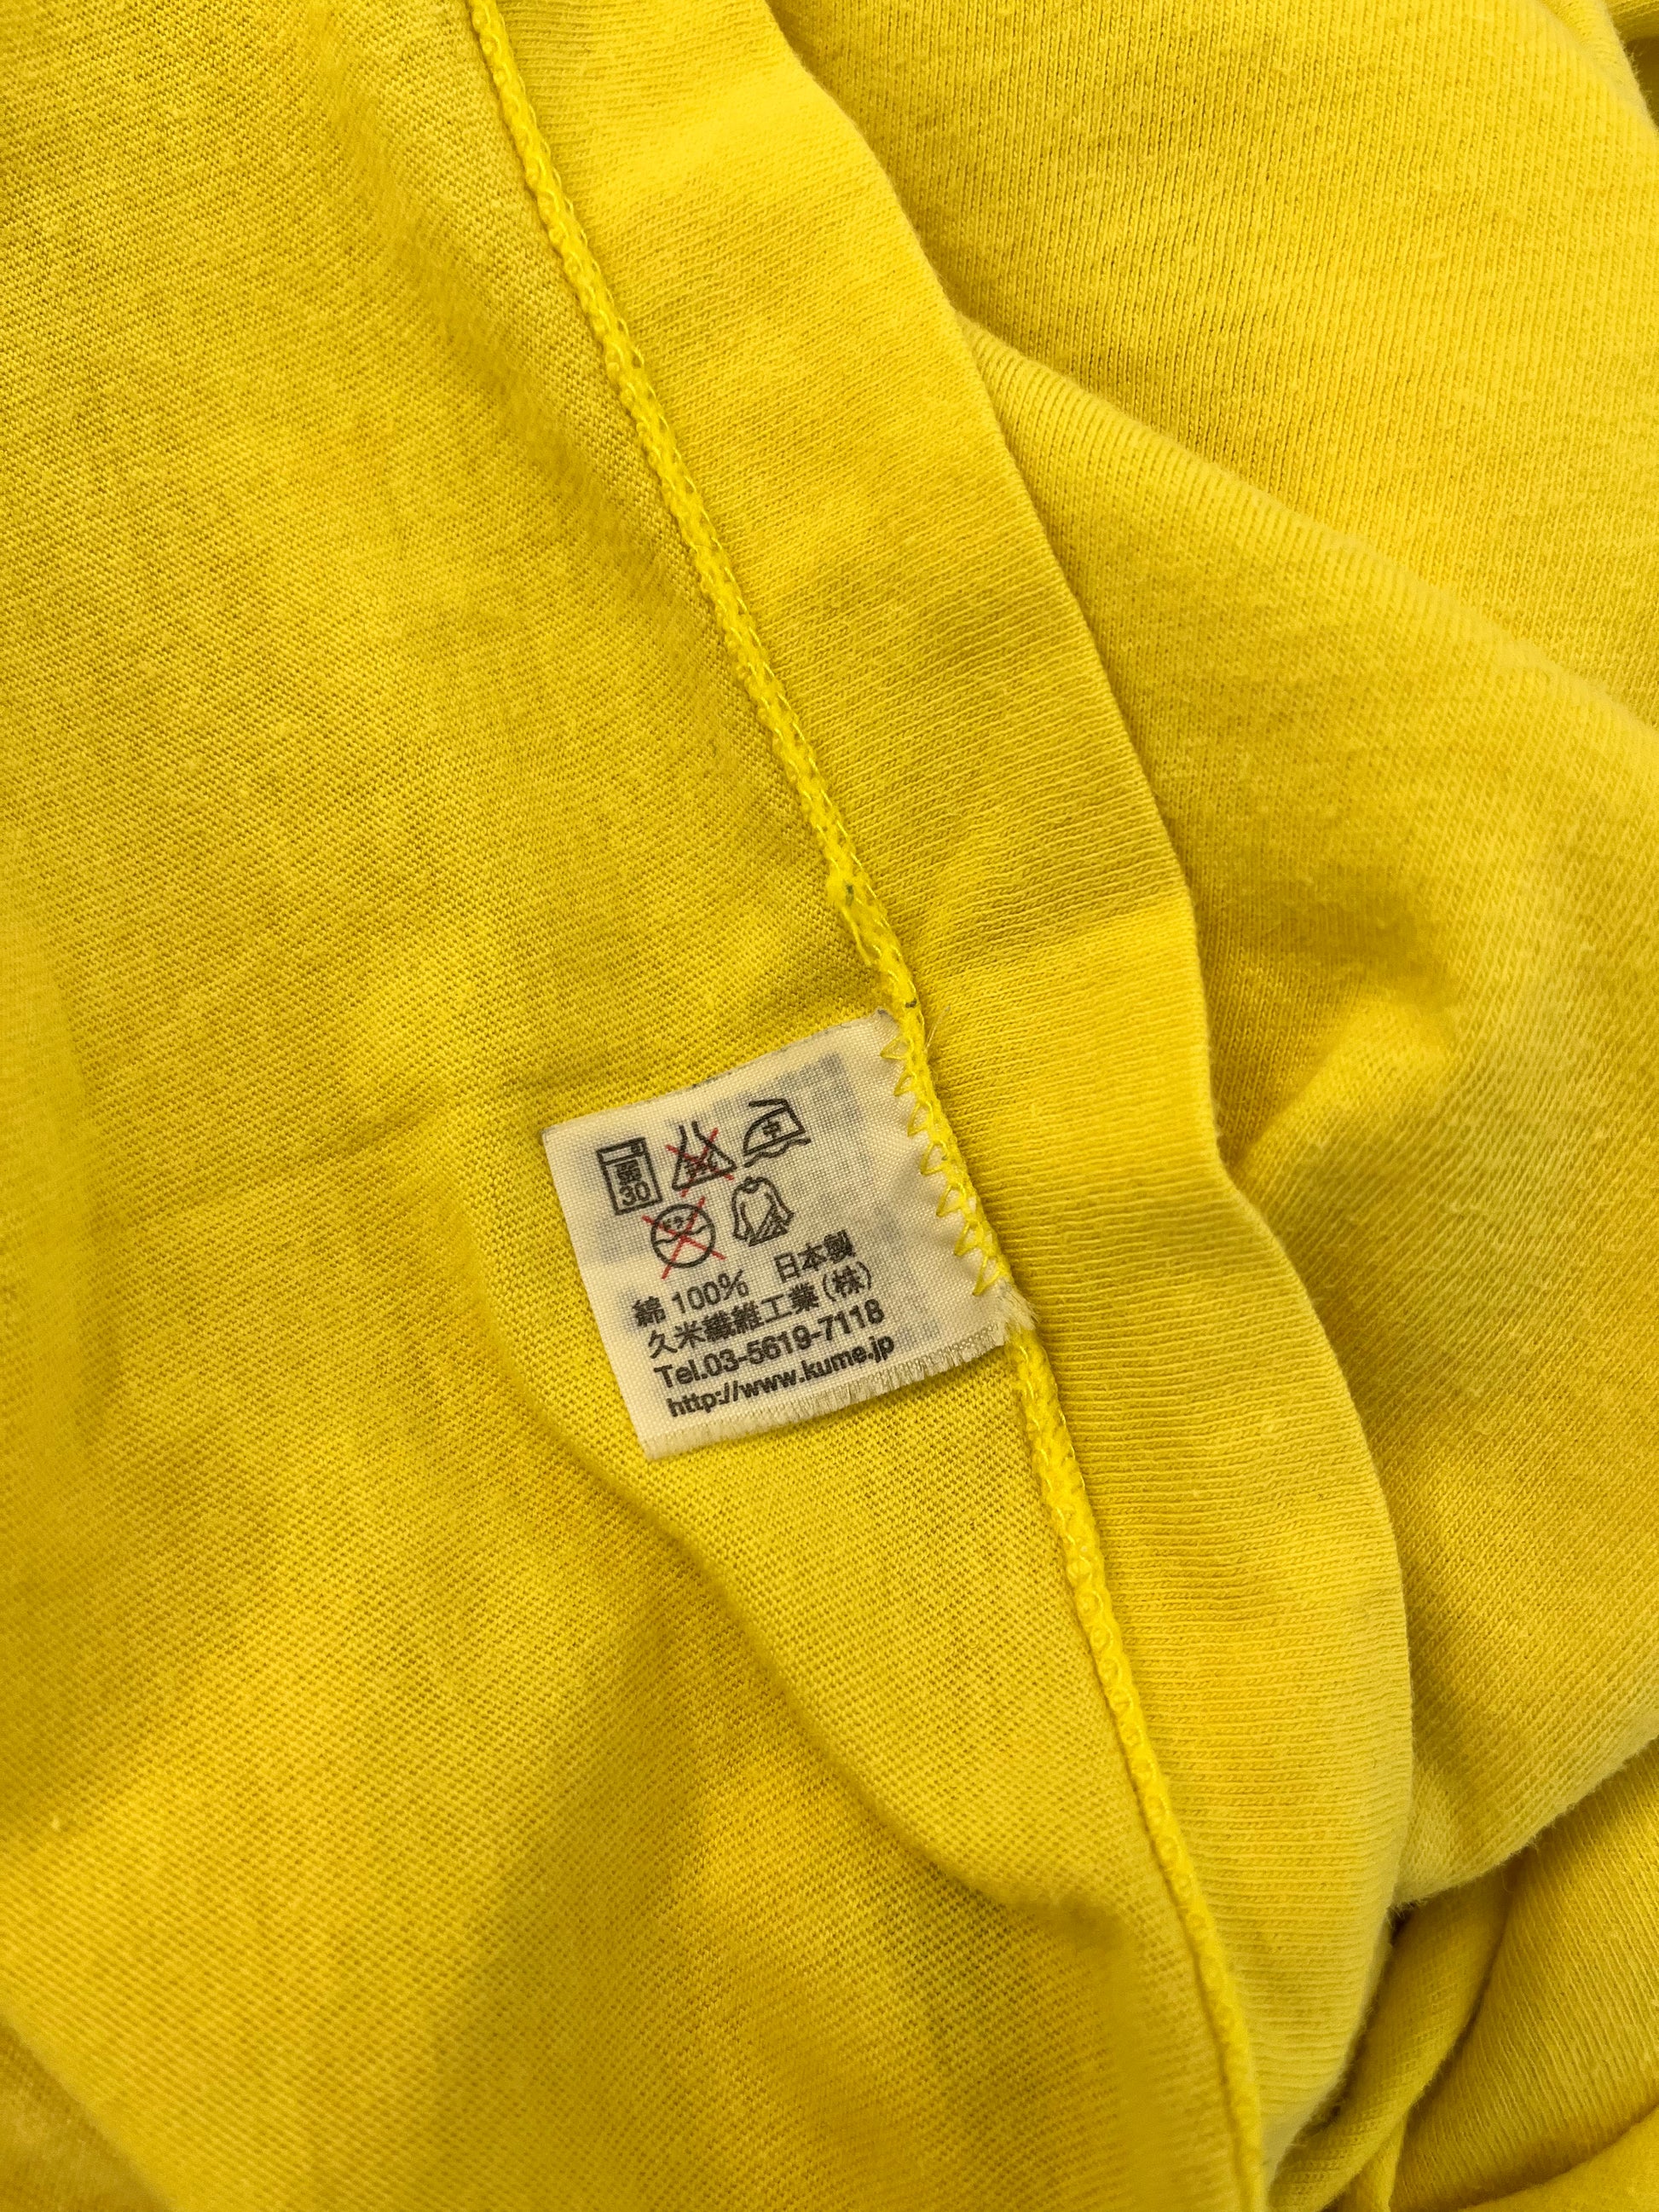 弱
30
中
綿 100% 日本製
久米繊維工業(株)
Tel.03-5619-7118
http://www.kume.jp